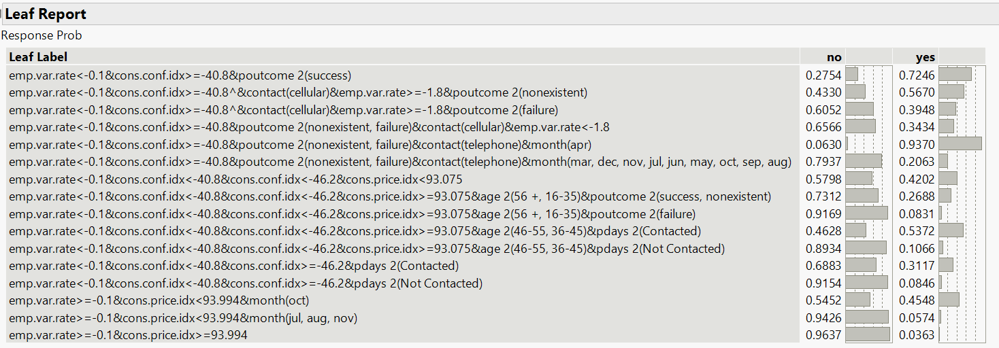 Leaf Report
Response Prob
Leaf Label no yes
emp.var.rate<-0.1&cons.conf.idx>=-40.8&poutcome 2(success) 0.2754 0.7246
emp.var.rate<-0.1&cons.conf.idx>=-40.8^&contact(cellular)&emp.var.rate>=-1.8&poutcome 2(nonexistent) 0.4330 0.5670
emp.var.rate<-0.1&cons.conf.idx>=-40.8^&contact(cellular)&emp.var.rate>=-1.8&poutcome 2(failure) 0.6052 0.3948
emp.var.rate<-0.1&cons.conf.idx>=-40.8&poutcome 2(nonexistent, failure)&contact(cellular)&emp.var.rate<-1.8 0.6566 0.3434
emp.var.rate<-0.1&cons.conf.idx>=-40.8&poutcome 2(nonexistent, failure)&contact(telephone)&month(apr) 0.0630 0.9370
emp.var.rate<-0.1&cons.conf.idx>=-40.8&poutcome 2(nonexistent, failure)&contact(telephone)&month(mar, dec, nov, jul, jun, may, oct, sep, aug) 0.7937 0.2063
emp.var.rate<-0.1&cons.conf.idx<-40.8&cons.conf.idx<-46.2&cons.price.idx<93.075 0.5798 0.4202
emp.var.rate<-0.1&cons.conf.idx<-40.8&cons.conf.idx<-46.2&cons.price.idx>=93.075&age 2(56 +, 16-35)&poutcome 2(success, nonexistent) 0.7312 0.2688
emp.var.rate<-0.1&cons.conf.idx<-40.8&cons.conf.idx<-46.2&cons.price.idx>=93.075&age 2(56 +, 16-35)&poutcome 2(failure) 0.9169 0.0831
emp.var.rate<-0.1&cons.conf.idx<-40.8&cons.conf.idx<-46.2&cons.price.idx>=93.075&age 2(46-55, 36-45)&pdays 2(Contacted) 0.4628 0.5372
emp.var.rate<-0.1&cons.conf.idx<-40.8&cons.conf.idx<-46.2&cons.price.idx>=93.075&age 2(46-55, 36-45)&pdays 2(Not Contacted) 0.8934 0.1066
emp.var.rate<-0.1&cons.conf.idx<-40.8&cons.conf.idx>=-46.2&pdays 2(Contacted) 0.6883 0.3117
emp.var.rate<-0.1&cons.conf.idx<-40.8&cons.conf.idx>=-46.2&pdays 2(Not Contacted) 0.9154 0.0846
emp.var.rate>=-0.1&cons.price.idx<93.994&month(oct) 0.5452 0.4548
emp.var.rate>=-0.1&cons.price.idx<93.994&month(jul, aug, nov) 0.9426 0.0574
emp.var.rate>=-0.1&cons.price.idx>=93.994 0.9637 0.0363